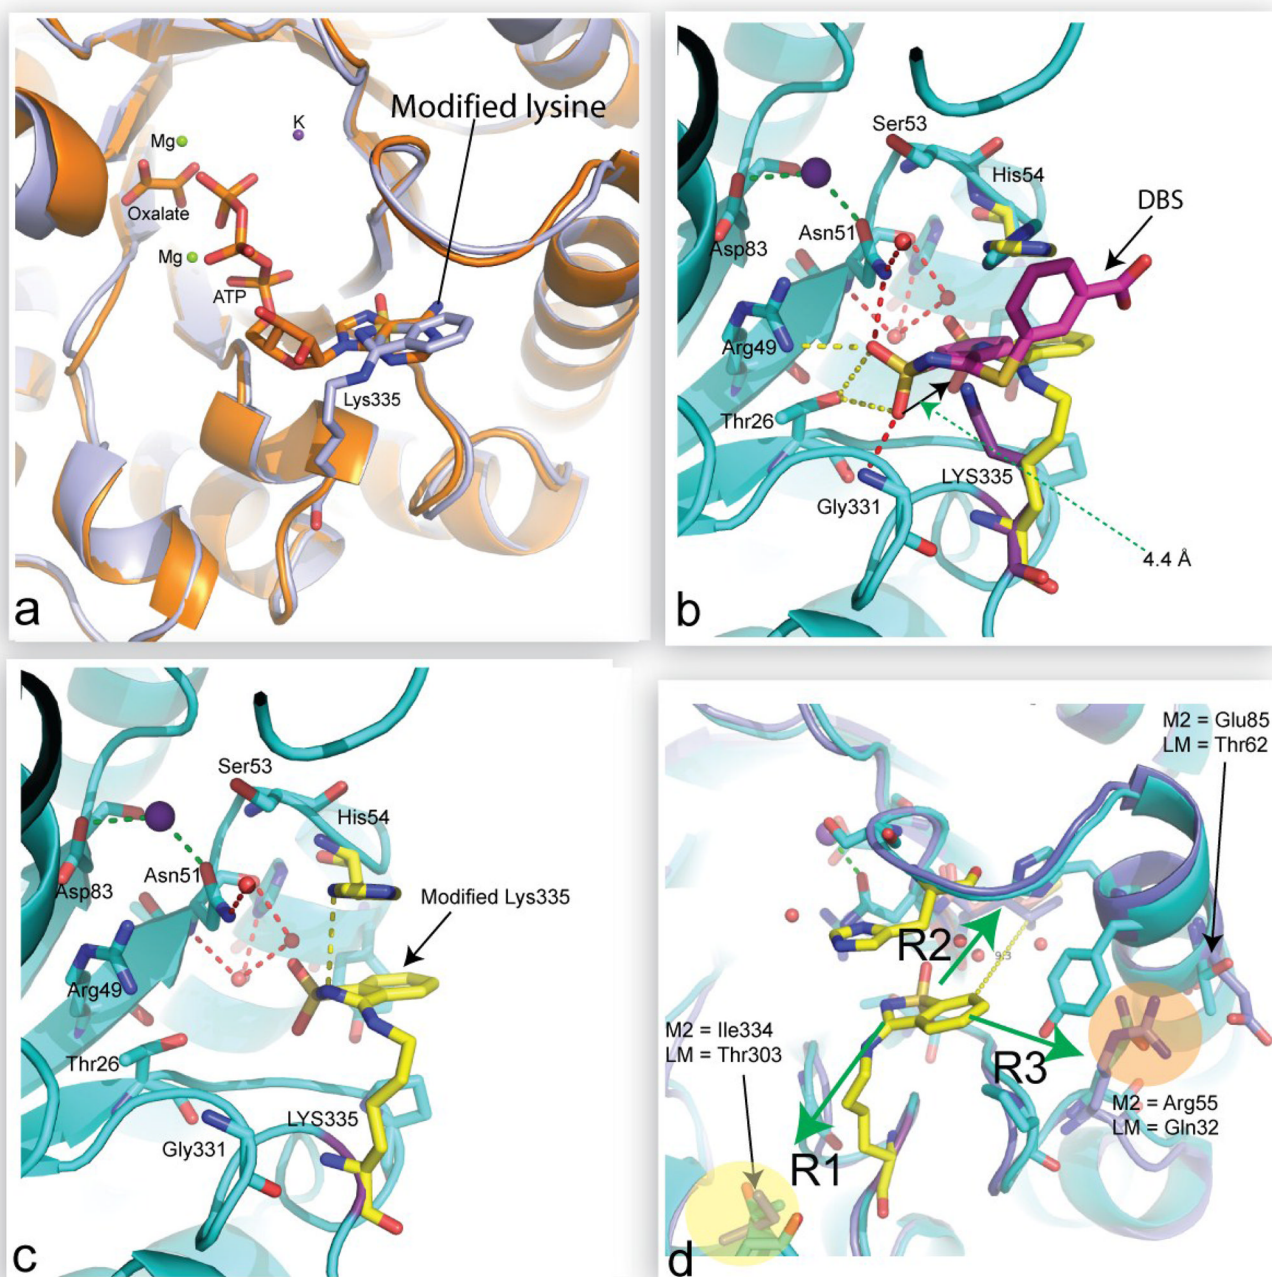 Modified lysine
K
Mg
Oxalate
Mg
ATP
Lys335
a
Ser53
His54
DBS
Asp83
Asn51
Arg49
Thr26
LYS335
Gly331
4.4 Å
b
Ser53
His54
Asp83
Asn51
Modified Lys335
Arg49
Thr26
LYS335
Gly331
c
M2 = Glu85
LM = Thr62
R2
9.3
M2 = Ile334
LM = Thr303
R3
M2 = Arg55
LM = Gln32
R1
d